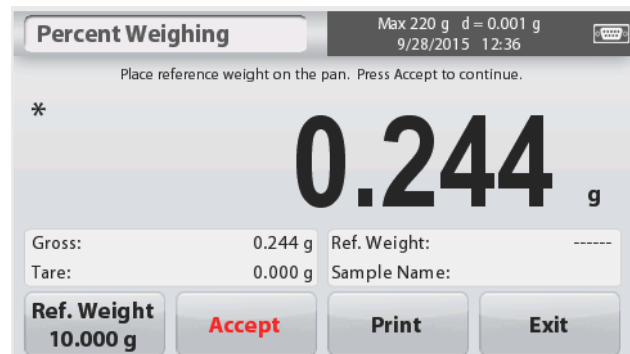 Percent Weighing
Max 220 g d = 0.001 g
9/28/2015 12:36
Place reference weight on the pan. Press Accept to continue.
*
0.244 g
Gross: 0.244 g Ref. Weight: ------
Tare: 0.000 g Sample Name:
Ref. Weight Accept Print Exit
10.000 g